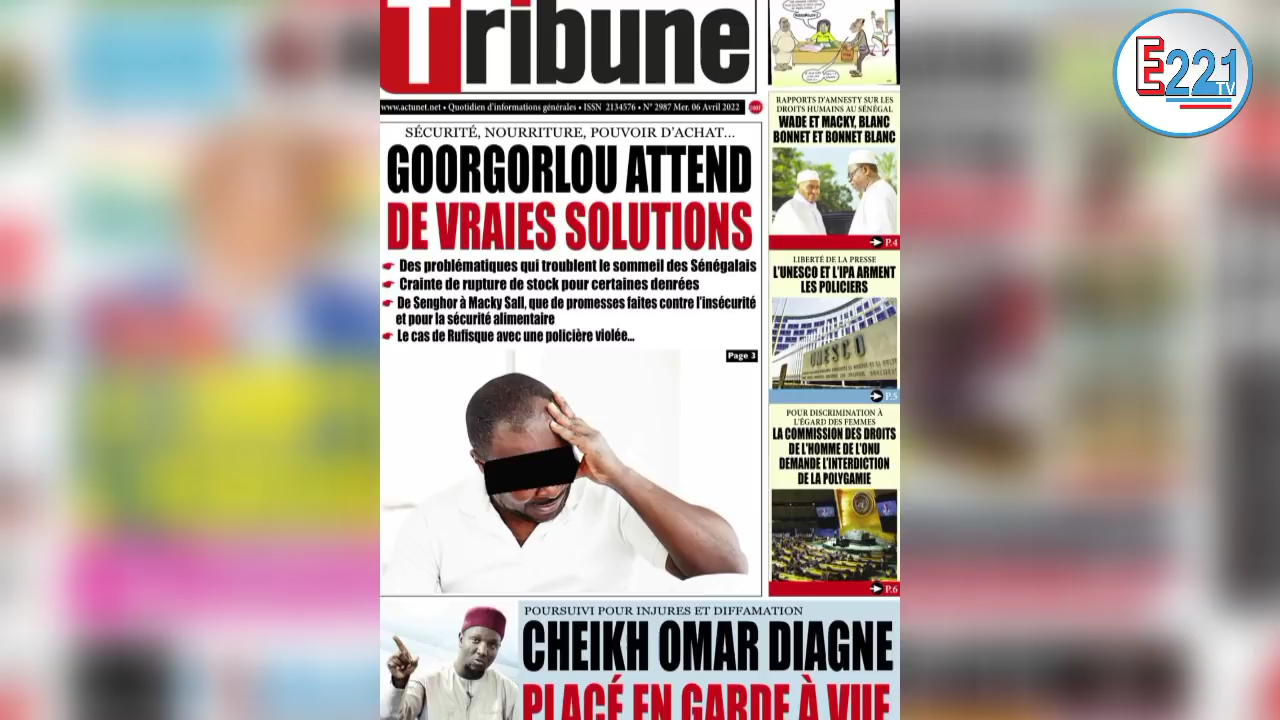 Tribune
www.actunet.net • Quotidien d'informations générales • ISSN 2134576 • N° 2987 Mer. 06 Avril 2022
SÉCURITÉ, NOURRITURE, POUVOIR D'ACHAT...
GOORGORLOU ATTEND
DE VRAIES SOLUTIONS
Des problématiques qui troublent le sommeil des Sénégalais
Crainte de rupture de stock pour certaines denrées
De Senghor à Macky Sall, que de promesses faites contre l'insécurité
et pour la sécurité alimentaire
Le cas de Rufisque avec une policière violée...
Page 3
RAPPORTS D'AMNESTY SUR LES
DROITS HUMAINS AU SÉNÉGAL
WADE ET MACKY, BLANC
BONNET ET BONNET BLANC
P.4
LIBERTÉ DE LA PRESSE
L'UNESCO ET L'IPA ARMENT
LES POLICIERS
UNESCO
P.5
POUR DISCRIMINATION À
L'ÉGARD DES FEMMES
LA COMMISSION DES DROITS
DE L'HOMME DE L'ONU
DEMANDE L'INTERDICTION
DE LA POLYGAMIE
P.6
POURSUIVI POUR INJURES ET DIFFAMATION
CHEIKH OMAR DIAGNE
PLACÉ EN GARDE À VUE
E221
TV